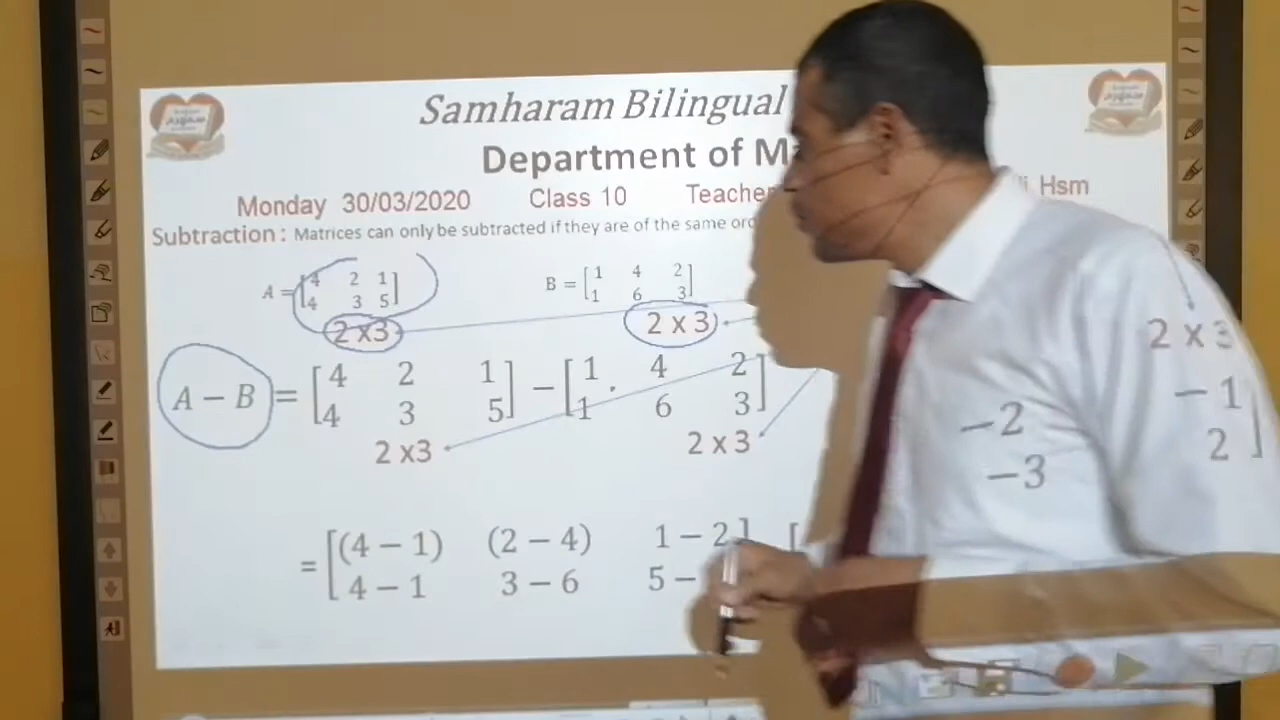 Samharam Bilingual
Department of
Monday 30/03/2020 Class 10 Teacher Hsm
Subtraction : Matrices can only be subtracted if they are of the same
A = [4 2 1] B = [1 4 2]
[4 3 5] [1 6 3]
2 x3 2 x 3 2 x 3
A − B = [4 2 1] − [1 . 4 2] −2 − 1]
[4 3 5] [1 6 3] −3 2]
2 x3 2 x 3
= [(4 − 1) (2 − 4) 1 − 2] [
[4 − 1 3 − 6 5 −